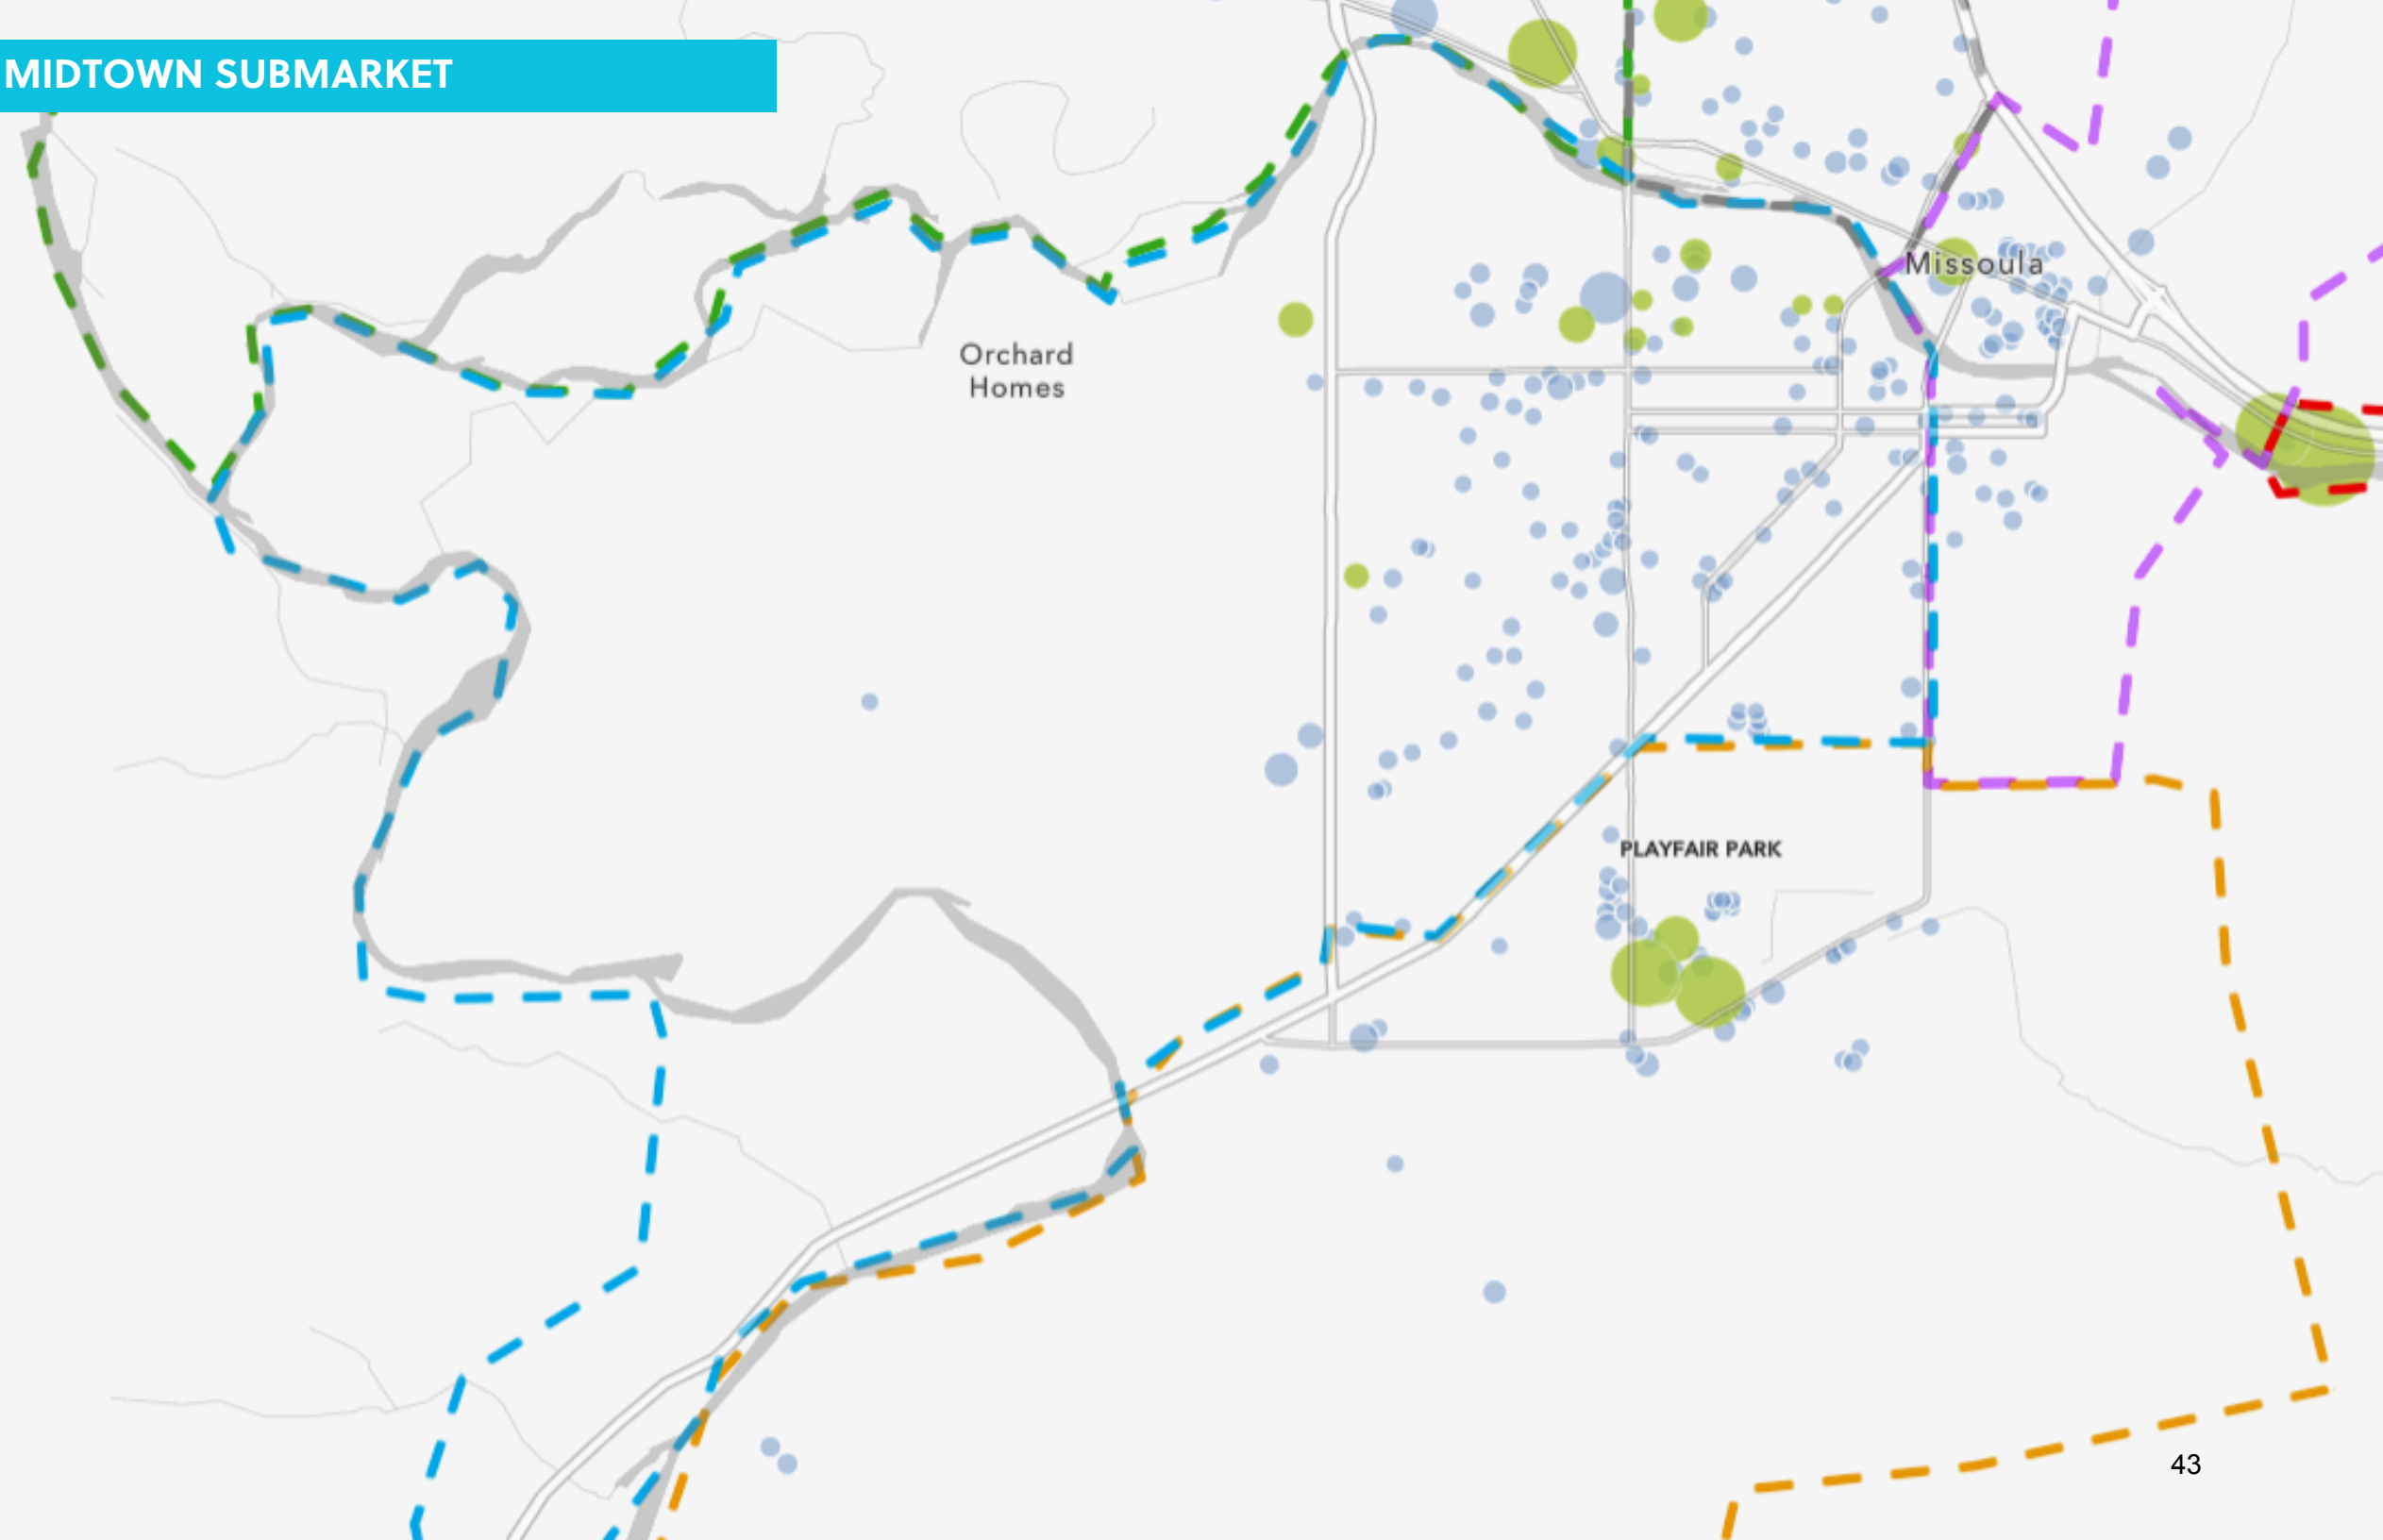 MIDTOWN SUBMARKET
Missoula
Orchard
Homes
PLAYFAIR PARK
43